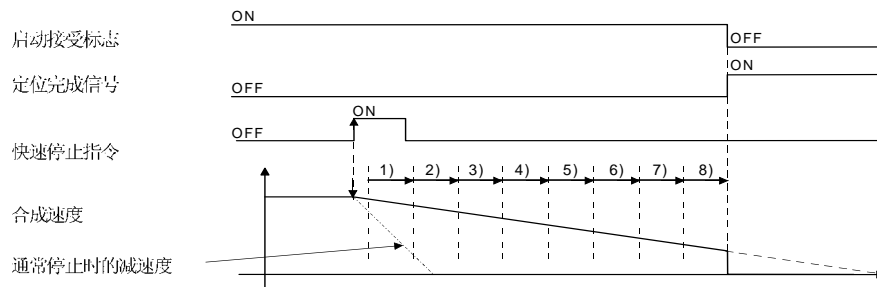 ON
启动接受标志
OFF
ON
定位完成信号
OFF
ON
OFF
快速停止指令
1) 2) 3) 4) 5) 6) 7) 8)
合成速度
通常停止时的减速度